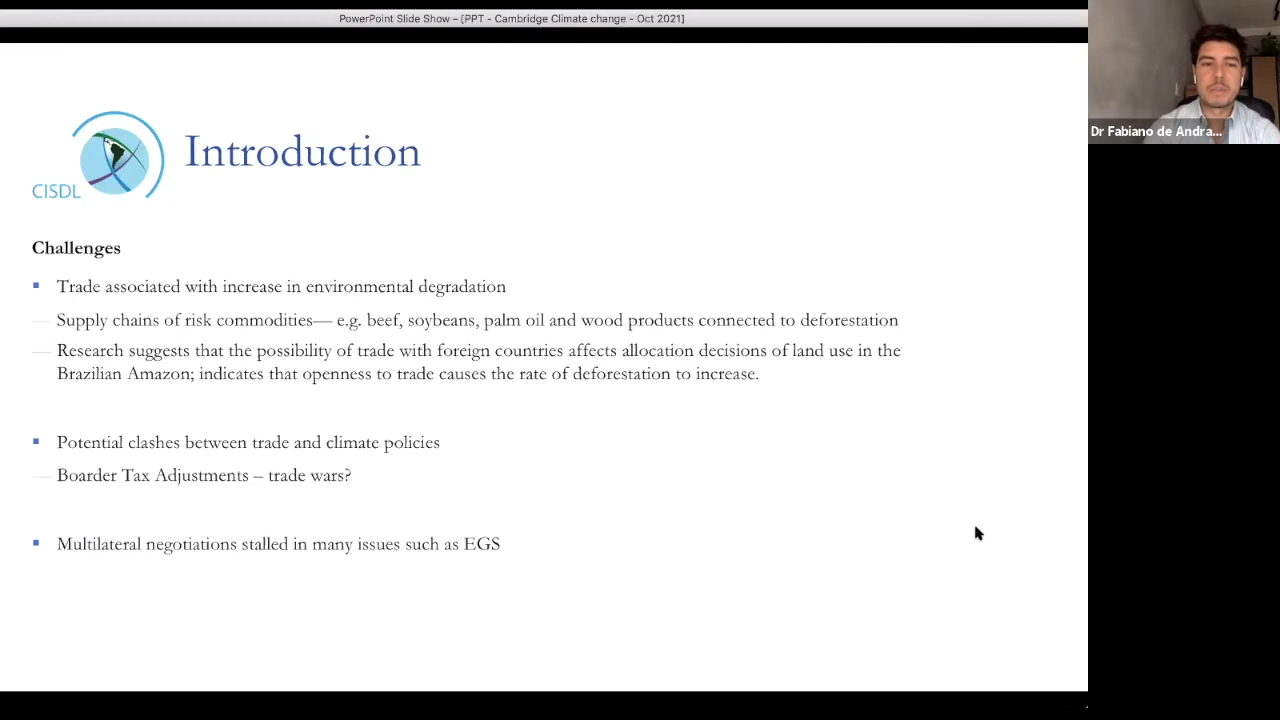 PowerPoint Slide Show – [PPT - Cambridge Climate change - Oct 2021]
Dr Fabiano de Andra...
CISDL
Introduction
Challenges
▪ Trade associated with increase in environmental degradation
— Supply chains of risk commodities— e.g. beef, soybeans, palm oil and wood products connected to deforestation
— Research suggests that the possibility of trade with foreign countries affects allocation decisions of land use in the
Brazilian Amazon; indicates that openness to trade causes the rate of deforestation to increase.
▪ Potential clashes between trade and climate policies
— Boarder Tax Adjustments – trade wars?
▪ Multilateral negotiations stalled in many issues such as EGS